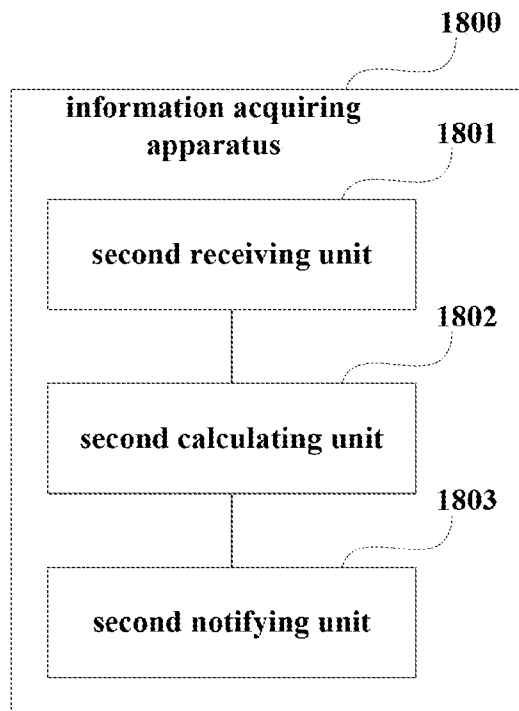 1800
information acquiring
apparatus
1801
second receiving unit
1802
second calculating unit
1803
second notifying unit